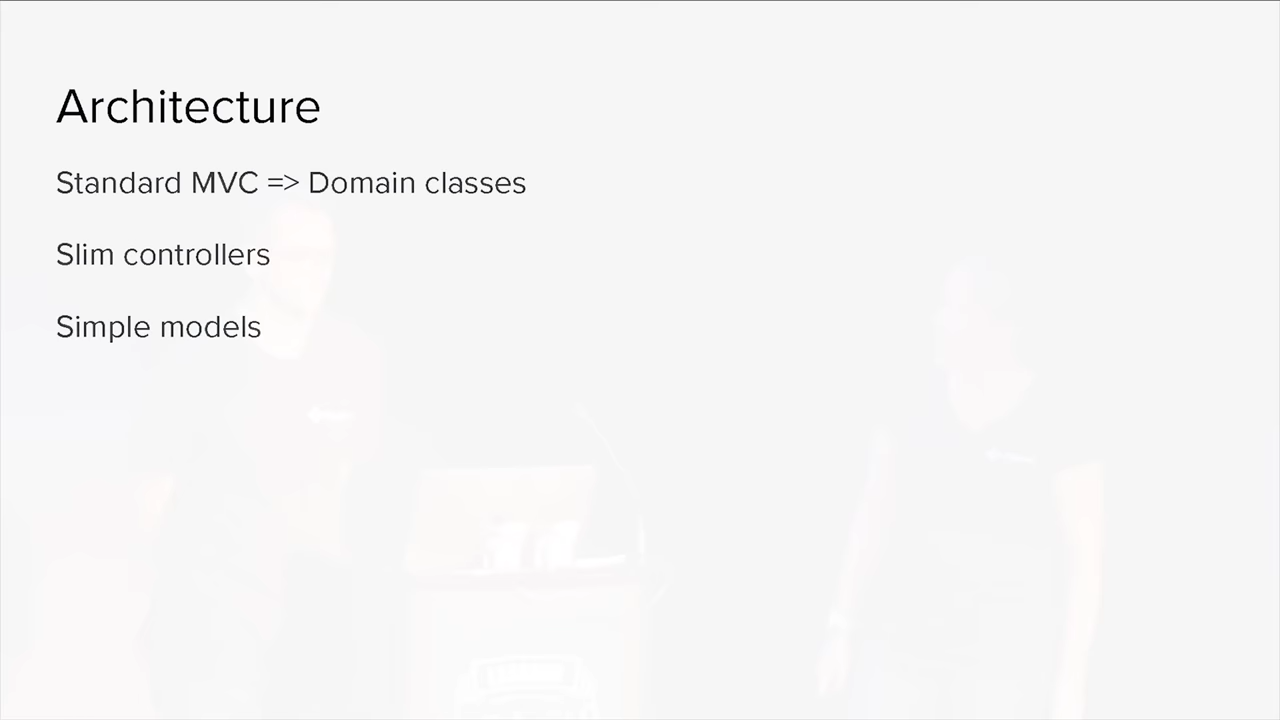 Architecture
Standard MVC => Domain classes
Slim controllers
Simple models